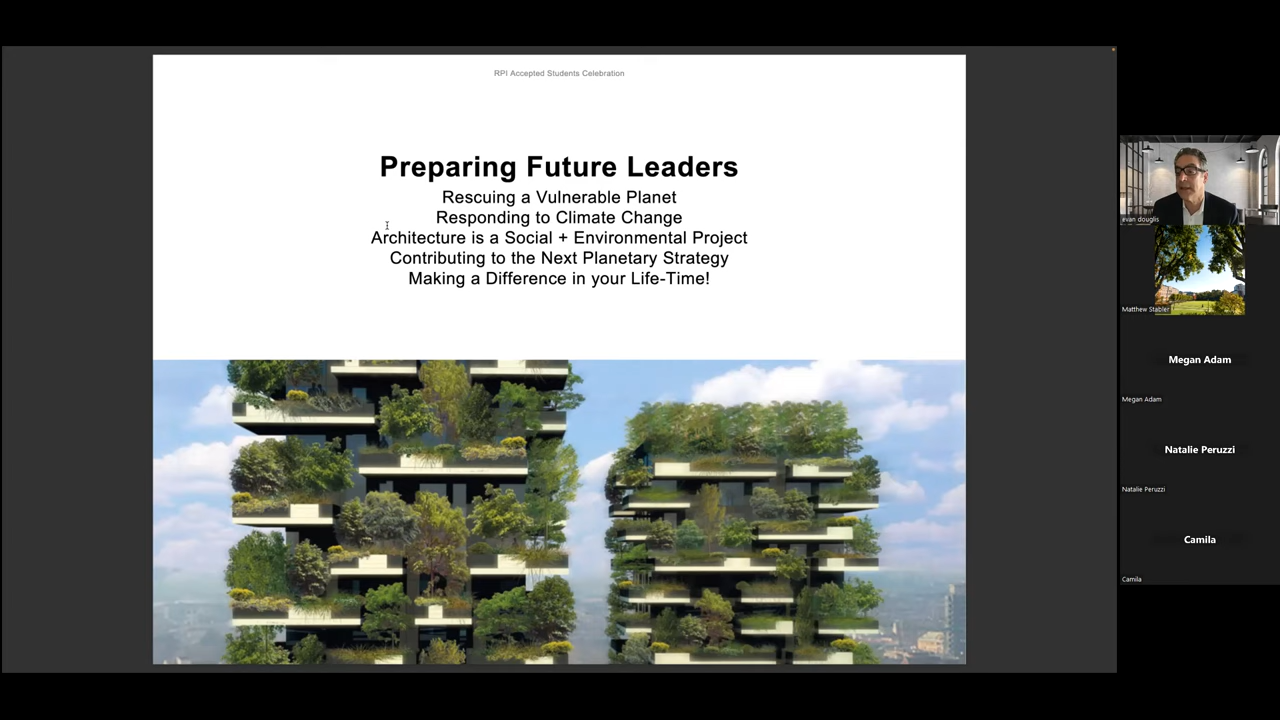 RPI Accepted Students Celebration
Preparing Future Leaders
Rescuing a Vulnerable Planet
Responding to Climate Change
Architecture is a Social + Environmental Project
Contributing to the Next Planetary Strategy
Making a Difference in your Life-Time!
evan douglis
Matthew Stabler
Megan Adam
Megan Adam
Natalie Peruzzi
Natalie Peruzzi
Camila
Camila